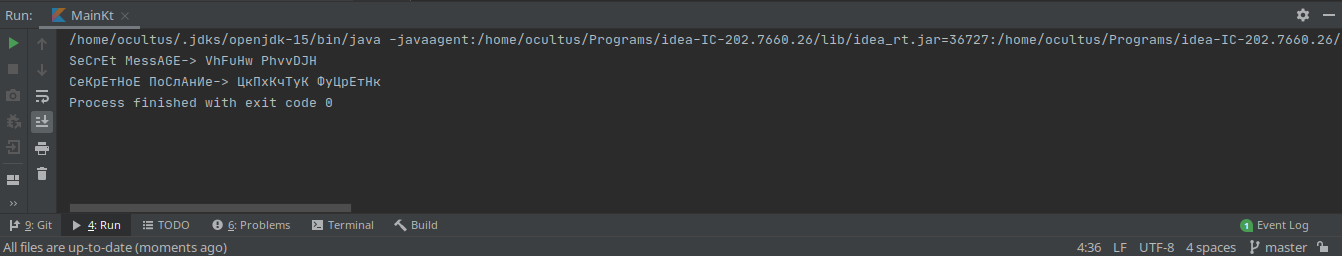 Run: MainKt
/home/ocultus/.jdks/openjdk-15/bin/java -javaagent:/home/ocultus/Programs/idea-IC-202.7660.26/lib/idea_rt.jar=36727:/home/ocultus/Programs/idea-IC-202.7660.26/
SeCrEt MessAGE-> VhFuHw PhvvDJH
СеКрЕтНоЕ ПоСлАнИе-> ЦкПхКчТуК ФуЦрЕтНк
Process finished with exit code 0
9: Git 4: Run TODO 6: Problems Terminal Build 1 Event Log
All files are up-to-date (moments ago) 4:36 LF UTF-8 4 spaces master